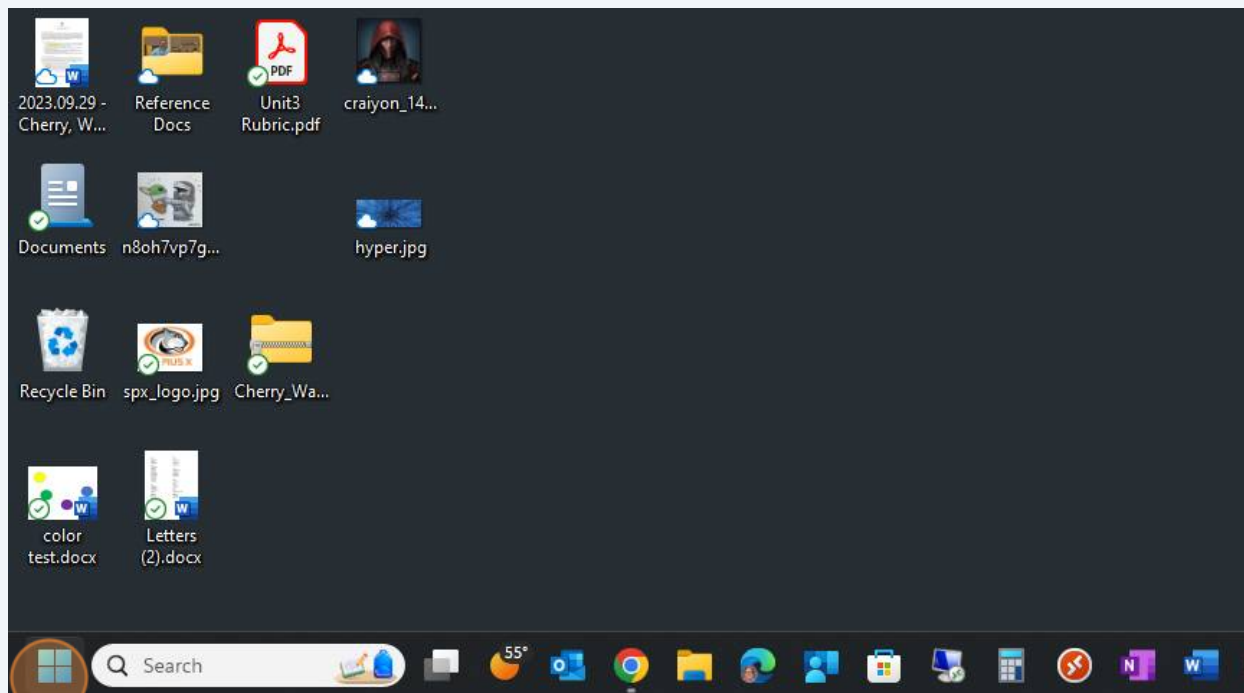 2023.09.29 - Cherry, W...
Reference Docs
Unit3 Rubric.pdf
craiyon_14...
Documents
n8oh7vp7g...
hyper.jpg
Recycle Bin
spx_logo.jpg
Cherry_Wa...
color test.docx
Letters (2).docx
PDF
PIUS X
Search
55°